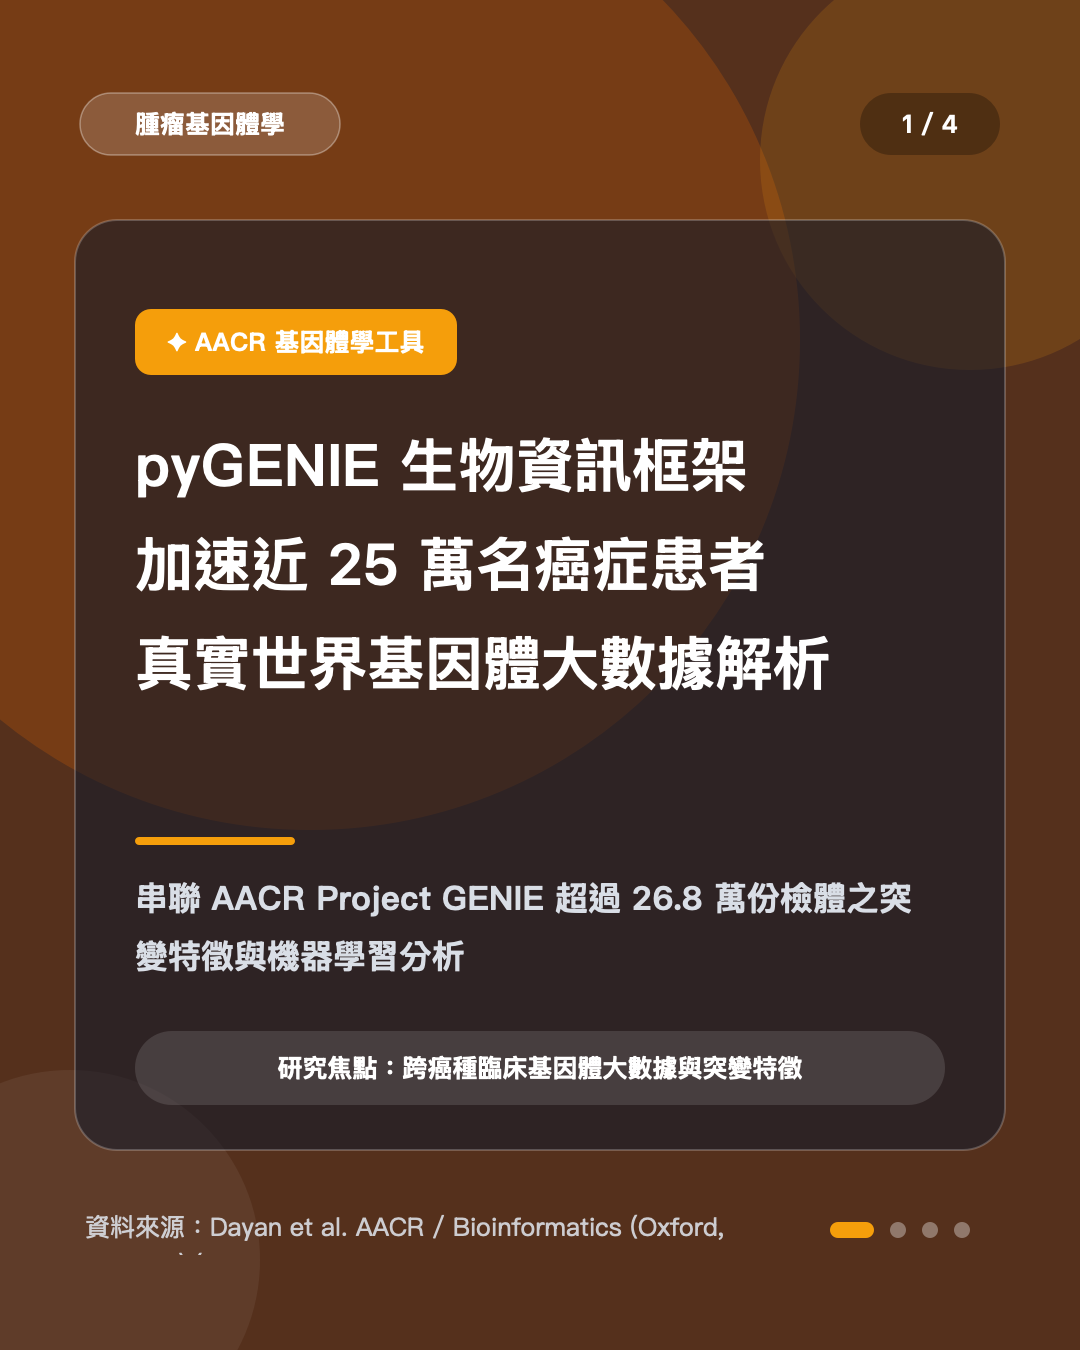 腫瘤基因體學
1 / 4
✦ AACR 基因體學工具
pyGENIE 生物資訊框架
加速近 25 萬名癌症患者
真實世界基因體大數據解析
串聯 AACR Project GENIE 超過 26.8 萬份檢體之突
變特徵與機器學習分析
研究焦點：跨癌種臨床基因體大數據與突變特徵
資料來源：Dayan et al. AACR / Bioinformatics (Oxford,